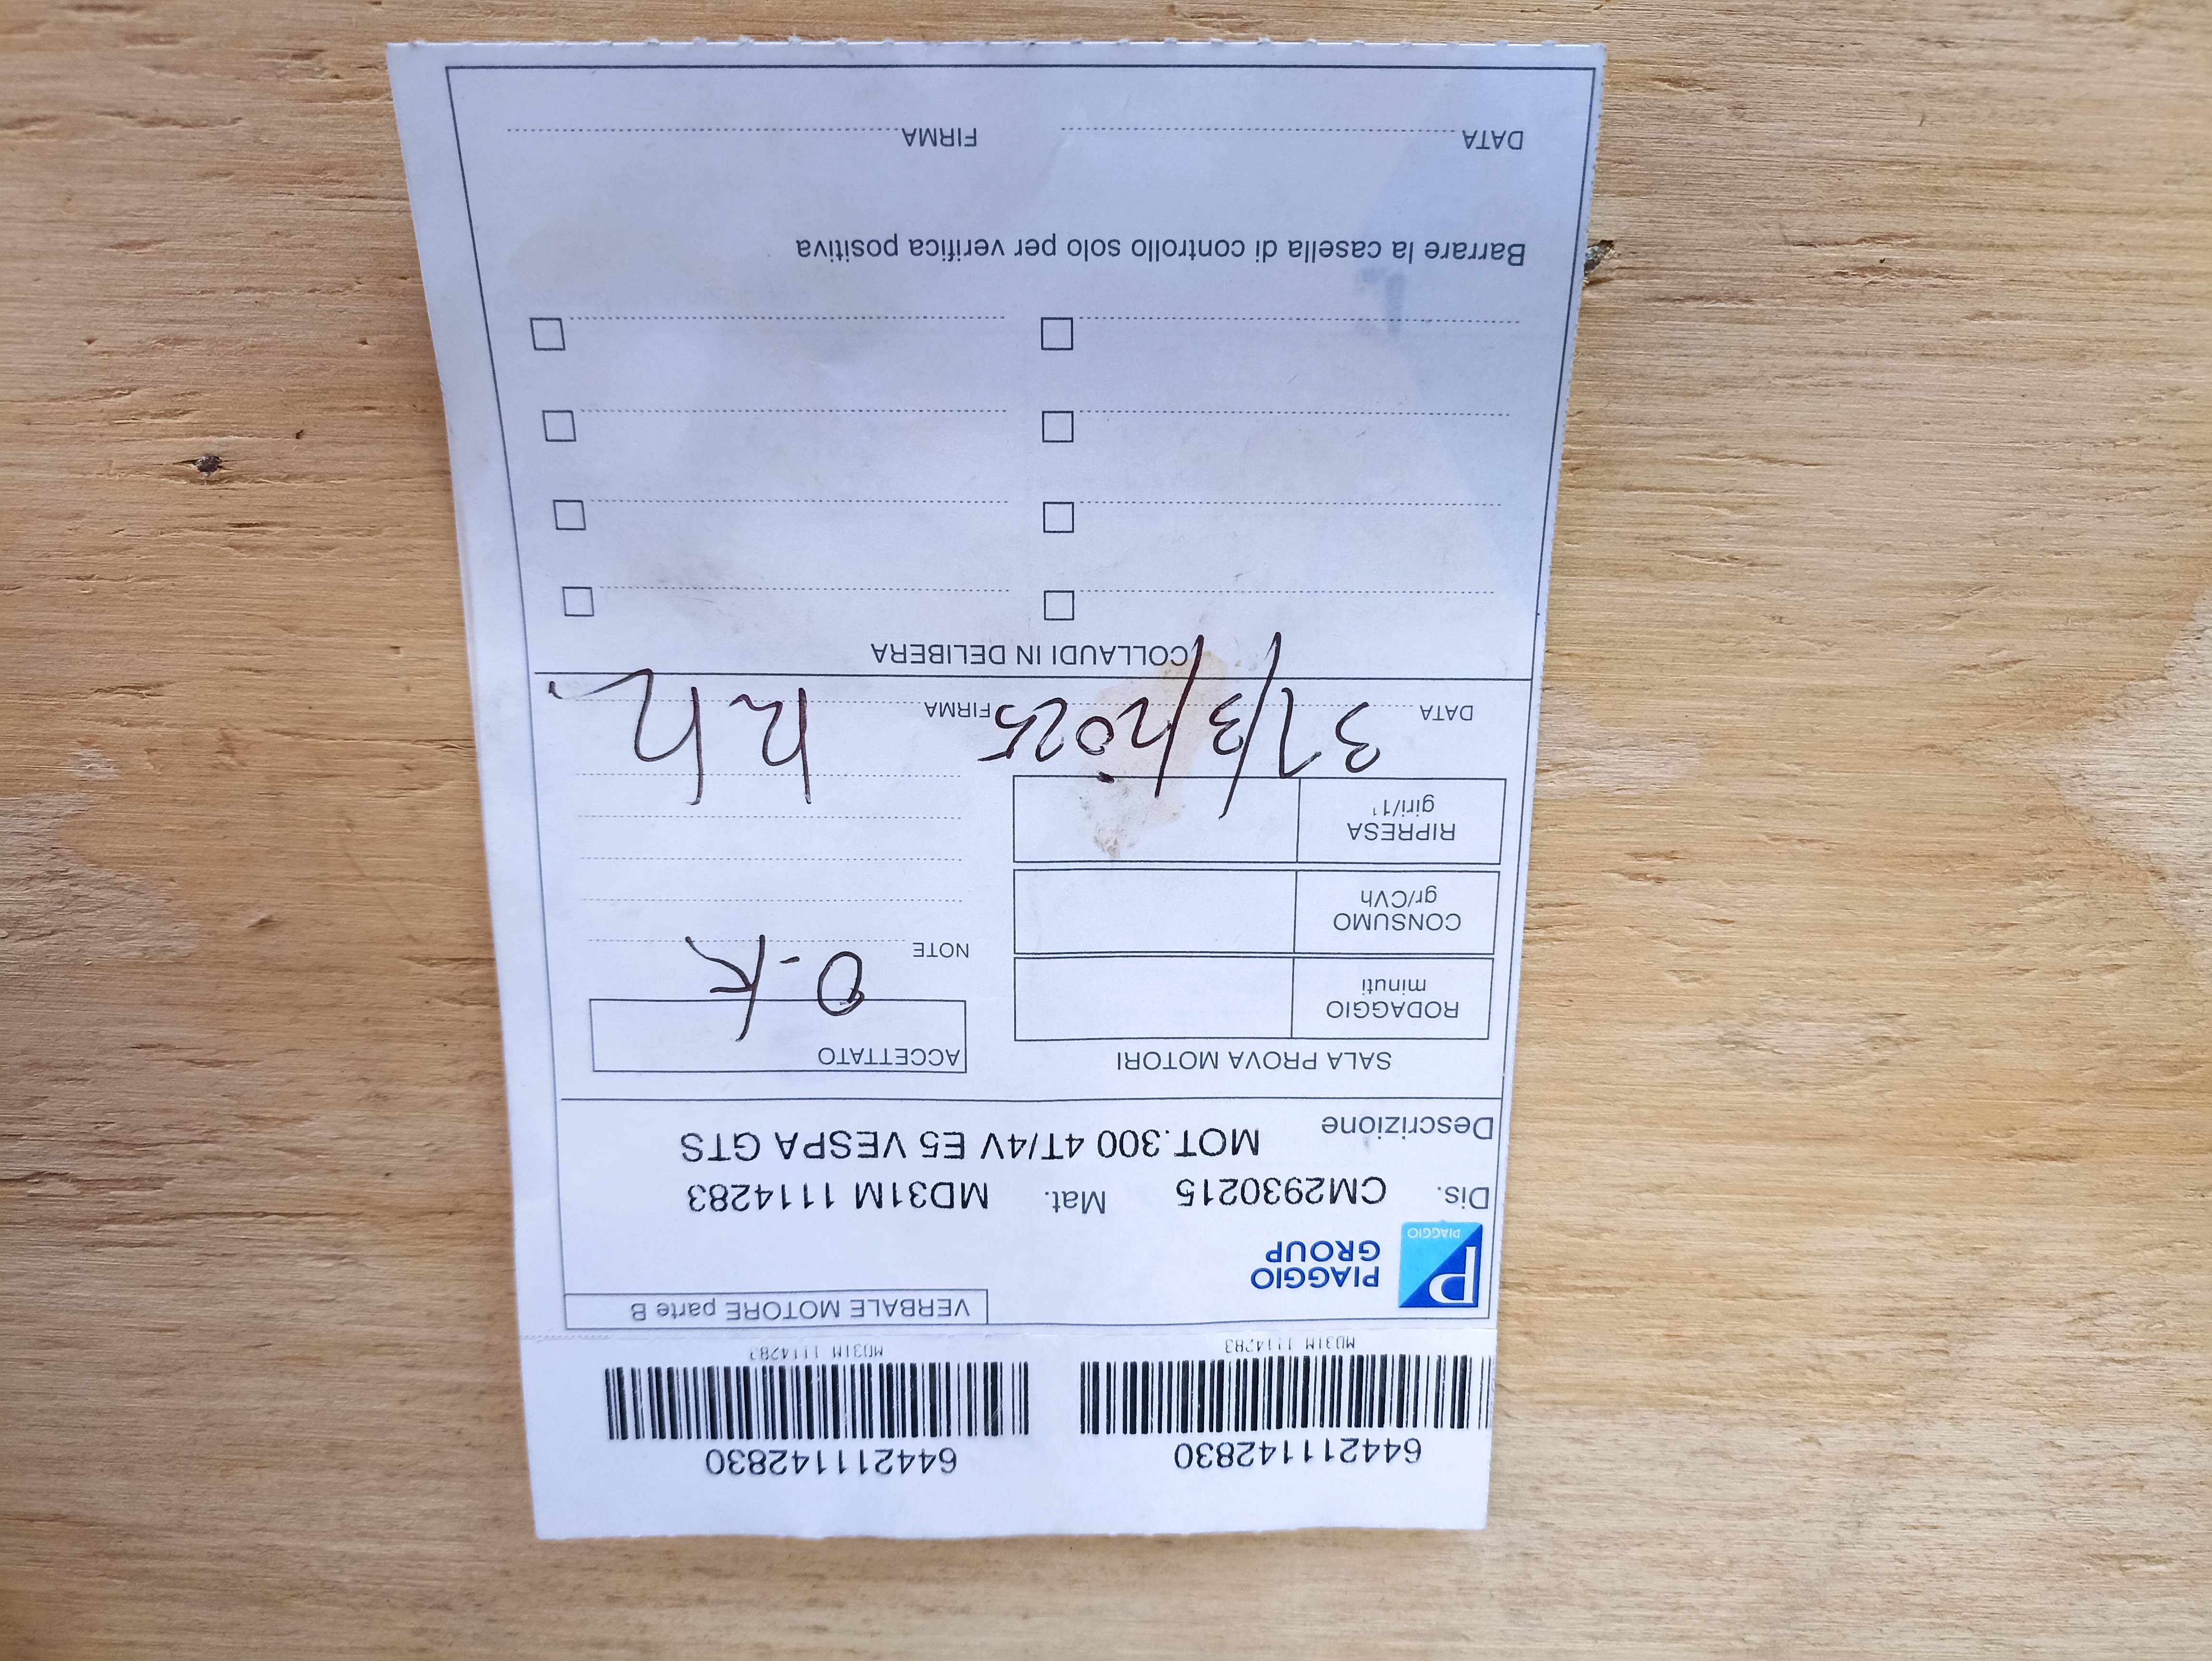 644211142830 644211142830
MD31M 1114283 MD31M 1114283
VERBALE MOTORE parte B
PIAGGIO
PIAGGIO
GROUP
Dis. CM2930215 Mat. MD31M 1114283
Descrizione MOT.300 4T/4V E5 VESPA GTS
SALA PROVA MOTORI
ACCETTATO
O-K
RODAGGIO
minuti
NOTE
CONSUMO
gr/CVh
RIPRESA
giri/1'
DATA 31/3/2025 FIRMA
COLLAUDI IN DELIBERA
Barrare la casella di controllo solo per verifica positiva
DATA FIRMA